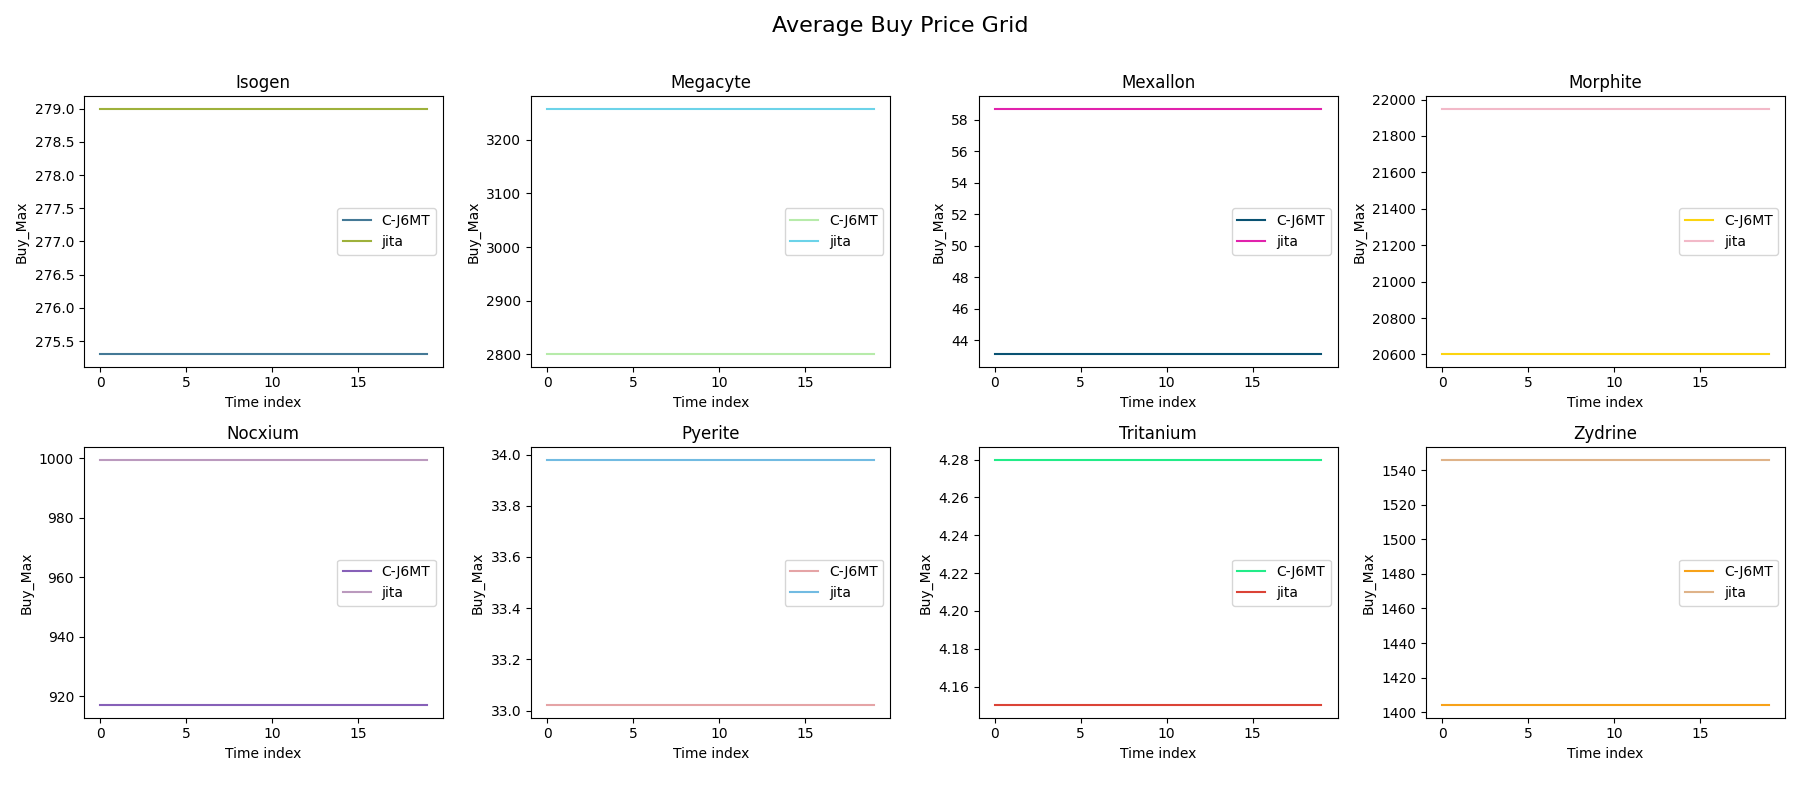 Average Buy Price Grid
Isogen
279.0
278.5
278.0
277.5
277.0
276.5
276.0
275.5
Buy_Max
C-J6MT
jita
0 5 10 15
Time index
Megacyte
3200
3100
3000
2900
2800
Buy_Max
C-J6MT
jita
0 5 10 15
Time index
Mexallon
58
56
54
52
50
48
46
44
Buy_Max
C-J6MT
jita
0 5 10 15
Time index
Morphite
22000
21800
21600
21400
21200
21000
20800
20600
Buy_Max
C-J6MT
jita
0 5 10 15
Time index
Nocxium
1000
980
960
940
920
Buy_Max
C-J6MT
jita
0 5 10 15
Time index
Pyerite
34.0
33.8
33.6
33.4
33.2
33.0
Buy_Max
C-J6MT
jita
0 5 10 15
Time index
Tritanium
4.28
4.26
4.24
4.22
4.20
4.18
4.16
Buy_Max
C-J6MT
jita
0 5 10 15
Time index
Zydrine
1540
1520
1500
1480
1460
1440
1420
1400
Buy_Max
C-J6MT
jita
0 5 10 15
Time index